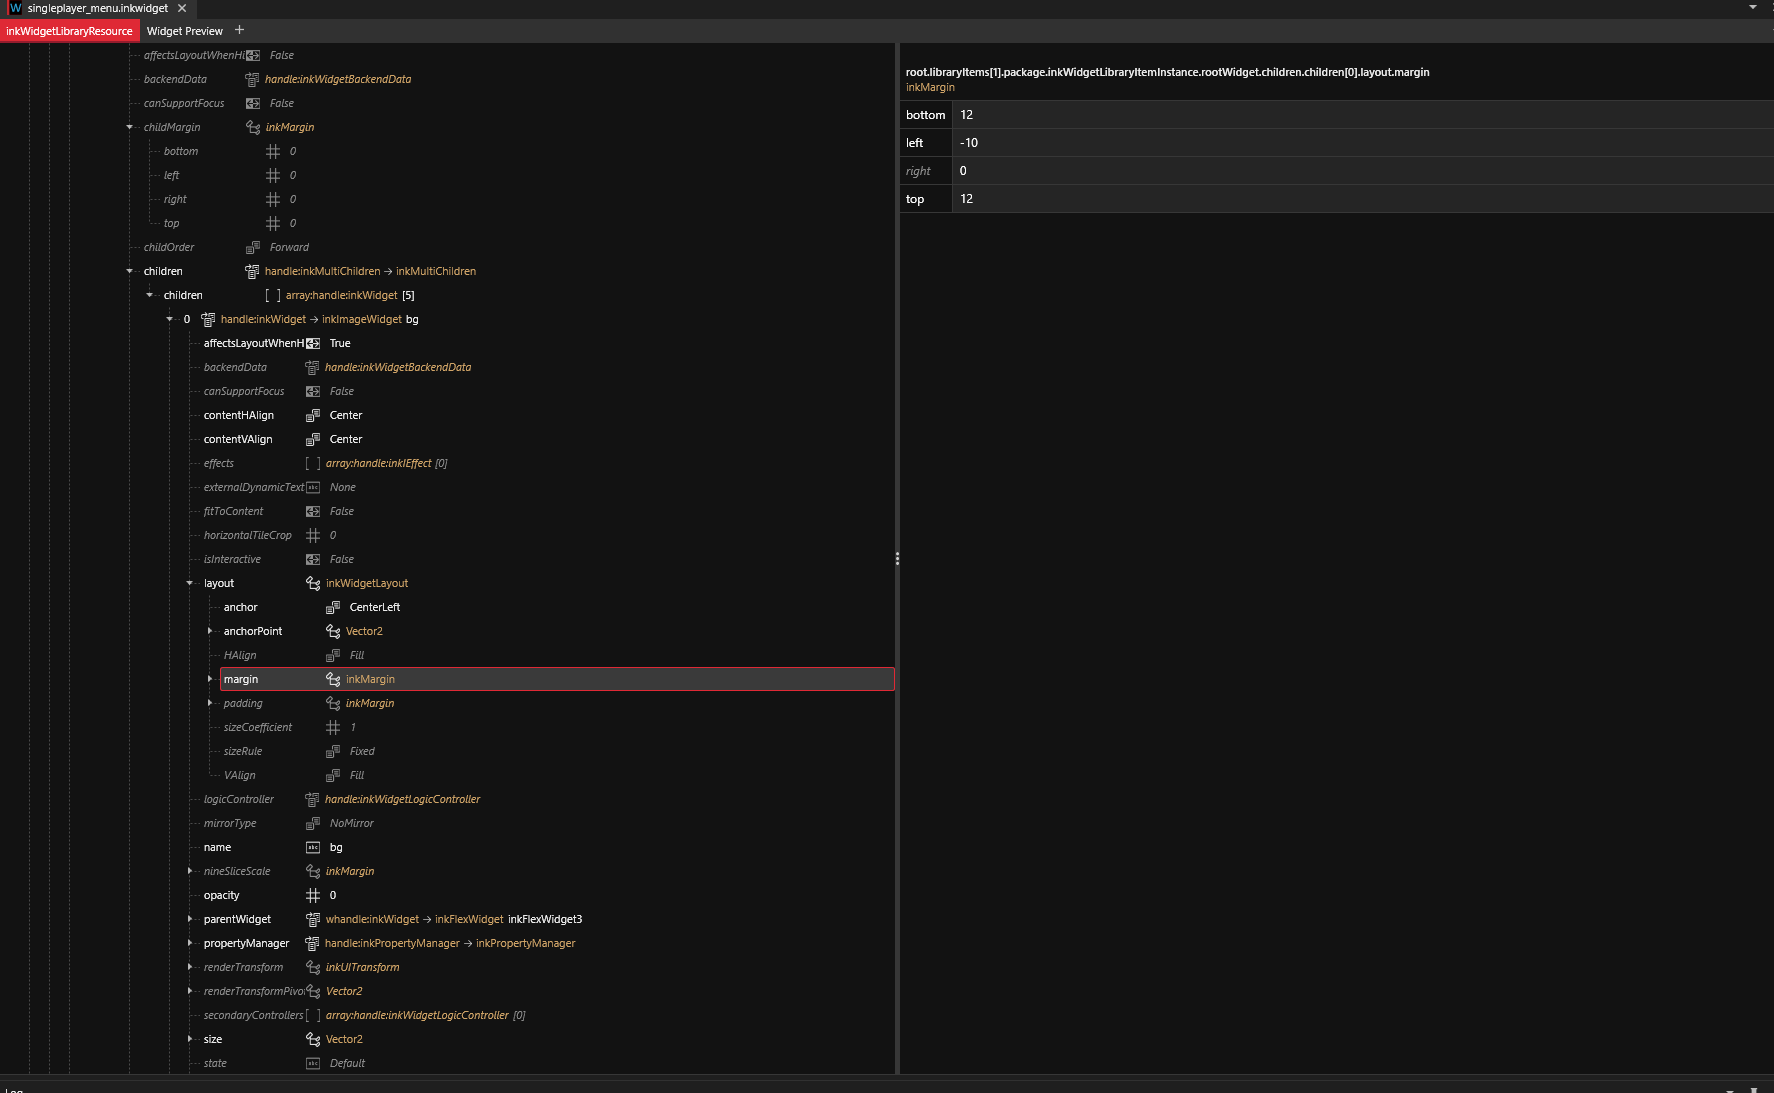 singleplayer_menu.inkwidget
inkWidgetLibraryResource Widget Preview +
affectsLayoutWhenHi False
backendData handle:inkWidgetBackendData
canSupportFocus False
childMargin inkMargin
bottom 0
left 0
right 0
top 0
childOrder Forward
children handle:inkMultiChildren → inkMultiChildren
children [ ] array:handle:inkWidget [5]
0 handle:inkWidget → inkImageWidget bg
affectsLayoutWhenH True
backendData handle:inkWidgetBackendData
canSupportFocus False
contentHAlign Center
contentVAlign Center
effects [ ] array:handle:inkIEffect [0]
externalDynamicText abc None
fitToContent False
horizontalTileCrop 0
isInteractive False
layout inkWidgetLayout
anchor CenterLeft
anchorPoint Vector2
HAlign Fill
margin inkMargin
padding inkMargin
sizeCoefficient 1
sizeRule Fixed
VAlign Fill
logicController handle:inkWidgetLogicController
mirrorType NoMirror
name abc bg
nineSliceScale inkMargin
opacity 0
parentWidget whandle:inkWidget → inkFlexWidget inkFlexWidget3
propertyManager handle:inkPropertyManager → inkPropertyManager
renderTransform inkUITransform
renderTransformPivot Vector2
secondaryControllers [ ] array:handle:inkWidgetLogicController [0]
size Vector2
state abc Default
root.libraryItems[1].package.inkWidgetLibraryItemInstance.rootWidget.children.children[0].layout.margin
inkMargin
bottom 12
left -10
right 0
top 12
Log